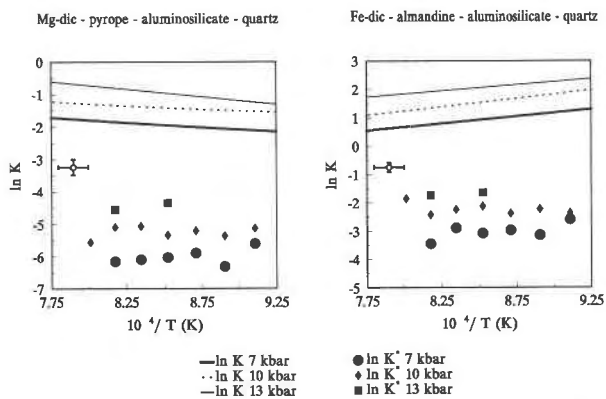 Mg-dic - pyrope - aluminosilicate - quartz
0
-1
-2
-3
-4
-5
-6
-7
ln K
7.75
8.25
8.75
9.25
10 4/ T (K)
Fe-dic - almandine - aluminosilicate - quartz
3
2
1
0
-1
-2
-3
-4
-5
ln K
7.75
8.25
8.75
9.25
10 4/ T (K)
ln K 7 kbar
ln K 10 kbar
ln K 13 kbar
ln K* 7 kbar
ln K* 10 kbar
ln K* 13 kbar